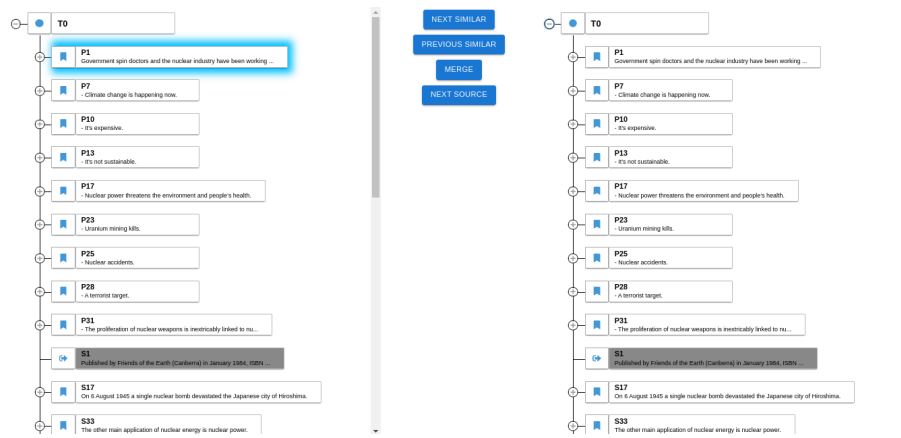 T0
P1
Government spin doctors and the nuclear industry have been working ...
P7
- Climate change is happening now.
P10
- It's expensive.
P13
- It's not sustainable.
P17
- Nuclear power threatens the environment and people's health.
P23
- Uranium mining kills.
P25
- Nuclear accidents.
P28
- A terrorist target.
P31
- The proliferation of nuclear weapons is inextricably linked to nu...
S1
Published by Friends of the Earth (Canberra) in January 1984, ISBN ...
S17
On 6 August 1945 a single nuclear bomb devastated the Japanese city of Hiroshima.
S33
The other main application of nuclear energy is nuclear power.
NEXT SIMILAR
PREVIOUS SIMILAR
MERGE
NEXT SOURCE
T0
P1
Government spin doctors and the nuclear industry have been working ...
P7
- Climate change is happening now.
P10
- It's expensive.
P13
- It's not sustainable.
P17
- Nuclear power threatens the environment and people's health.
P23
- Uranium mining kills.
P25
- Nuclear accidents.
P28
- A terrorist target.
P31
- The proliferation of nuclear weapons is inextricably linked to nu...
S1
Published by Friends of the Earth (Canberra) in January 1984, ISBN ...
S17
On 6 August 1945 a single nuclear bomb devastated the Japanese city of Hiroshima.
S33
The other main application of nuclear energy is nuclear power.